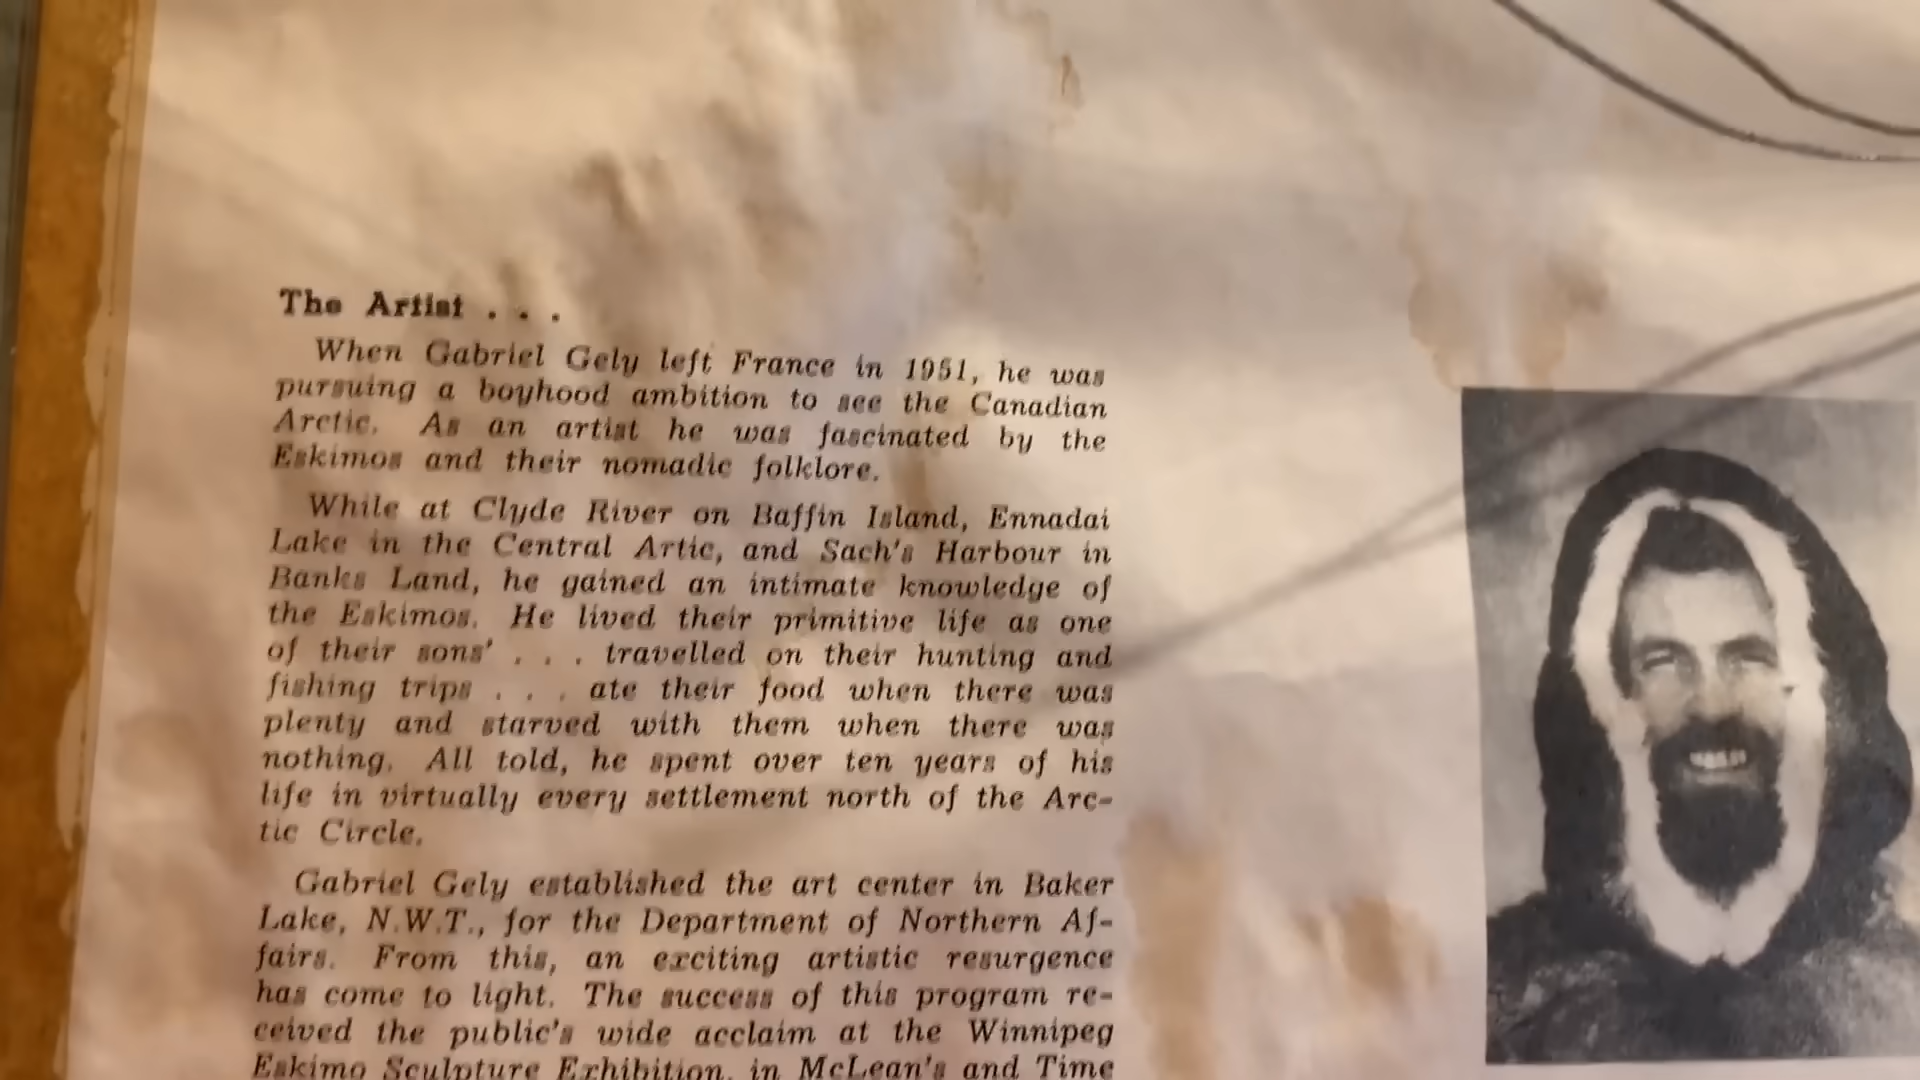 The Artist . . .
When Gabriel Gely left France in 1951, he was
pursuing a boyhood ambition to see the Canadian
Arctic. As an artist he was fascinated by the
Eskimos and their nomadic folklore.
While at Clyde River on Baffin Island, Ennadai
Lake in the Central Artic, and Sach's Harbour in
Banks Land, he gained an intimate knowledge of
the Eskimos. He lived their primitive life as one
of their sons' . . . travelled on their hunting and
fishing trips . . . ate their food when there was
plenty and starved with them when there was
nothing. All told, he spent over ten years of his
life in virtually every settlement north of the Arc-
tic Circle.
Gabriel Gely established the art center in Baker
Lake, N.W.T., for the Department of Northern Af-
fairs. From this, an exciting artistic resurgence
has come to light. The success of this program re-
ceived the public's wide acclaim at the Winnipeg
Eskimo Sculpture Exhibition, in McLean's and Time